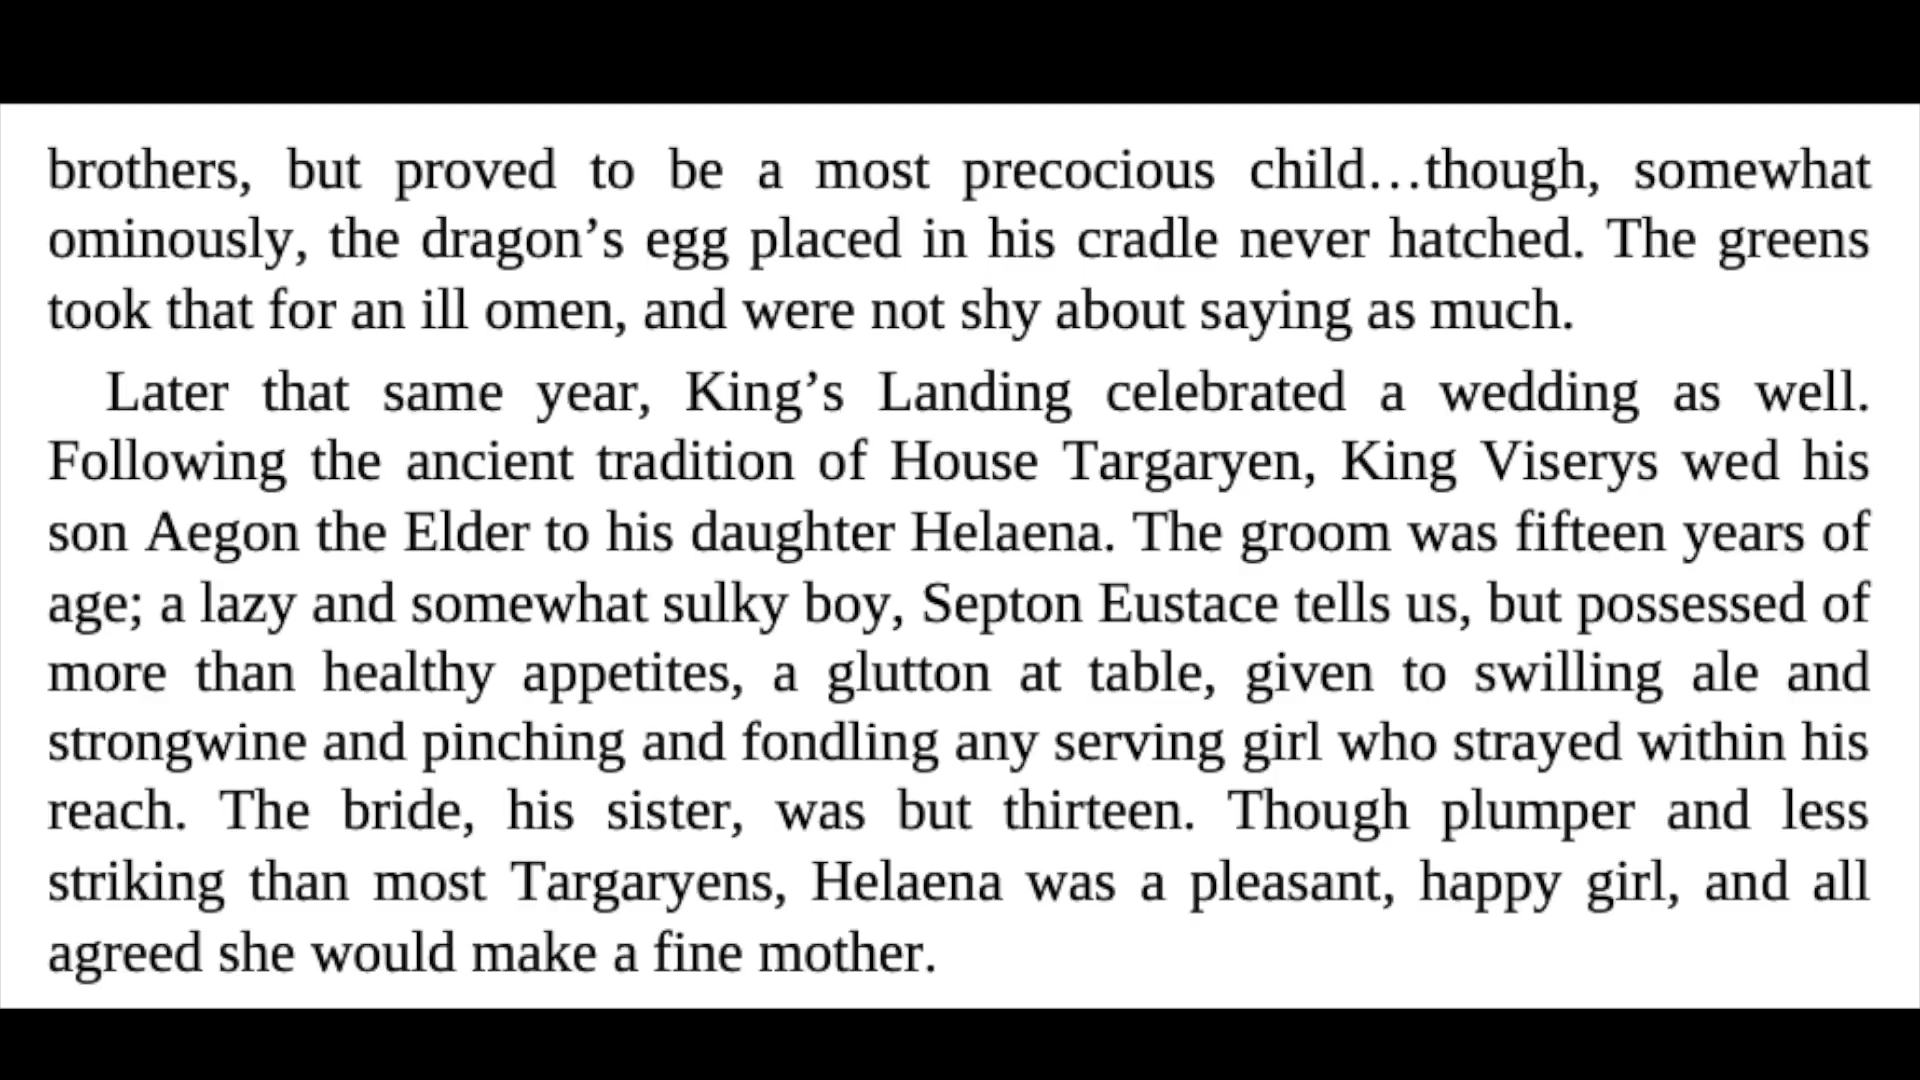 brothers, but proved to be a most precocious child…though, somewhat
ominously, the dragon’s egg placed in his cradle never hatched. The greens
took that for an ill omen, and were not shy about saying as much.
Later that same year, King’s Landing celebrated a wedding as well.
Following the ancient tradition of House Targaryen, King Viserys wed his
son Aegon the Elder to his daughter Helaena. The groom was fifteen years of
age; a lazy and somewhat sulky boy, Septon Eustace tells us, but possessed of
more than healthy appetites, a glutton at table, given to swilling ale and
strongwine and pinching and fondling any serving girl who strayed within his
reach. The bride, his sister, was but thirteen. Though plumper and less
striking than most Targaryens, Helaena was a pleasant, happy girl, and all
agreed she would make a fine mother.